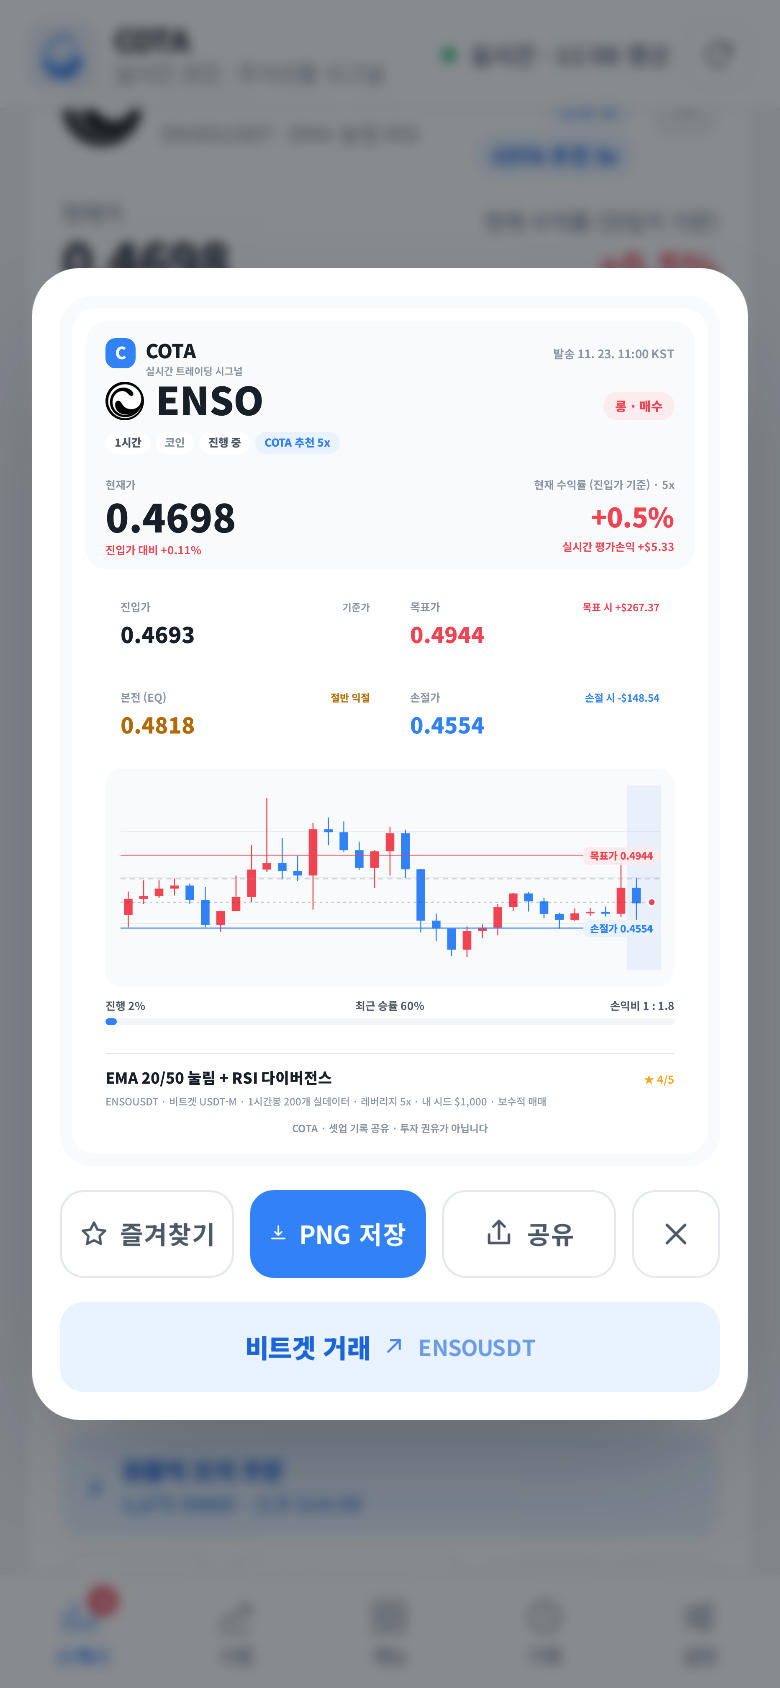 COTA
0.4698
C COTA
실시간 트레이딩 시그널
발송 11. 23. 11:00 KST
ENSO
롱 · 매수
1시간 코인 진행 중 COTA 추천 5x
현재가
현재 수익률 (진입가 기준) · 5x
0.4698
+0.5%
진입가 대비 +0.11%
실시간 평가손익 +$5.33
진입가 기준가
0.4693
목표가 목표 시 +$267.37
0.4944
본전 (EQ) 절반 익절
0.4818
손절가 손절 시 -$148.54
0.4554
목표가 0.4944
손절가 0.4554
진행 2% 최근 승률 60% 손익비 1 : 1.8
EMA 20/50 눌림 + RSI 다이버전스
★ 4/5
ENSOUSDT · 비트겟 USDT-M · 1시간봉 200개 실데이터 · 레버리지 5x · 내 시드 $1,000 · 보수적 매매
COTA · 셋업 기록 공유 · 투자 권유가 아닙니다
즐겨찾기
PNG 저장
공유
비트겟 거래 ↗ ENSOUSDT